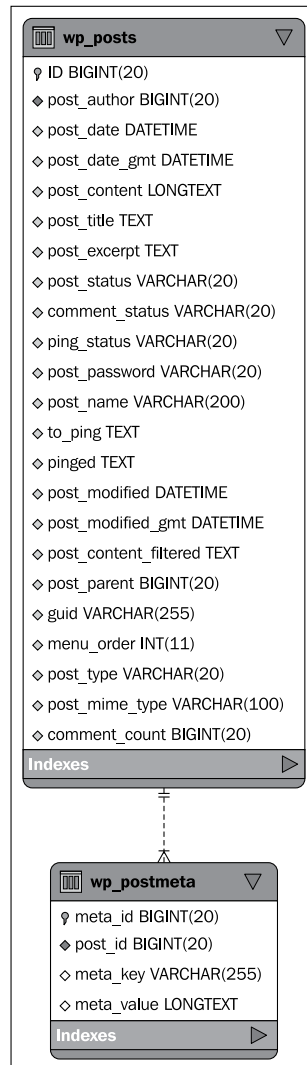 wp_posts
ID BIGINT(20)
post_author BIGINT(20)
post_date DATETIME
post_date_gmt DATETIME
post_content LONGTEXT
post_title TEXT
post_excerpt TEXT
post_status VARCHAR(20)
comment_status VARCHAR(20)
ping_status VARCHAR(20)
post_password VARCHAR(20)
post_name VARCHAR(200)
to_ping TEXT
pinged TEXT
post_modified DATETIME
post_modified_gmt DATETIME
post_content_filtered TEXT
post_parent BIGINT(20)
guid VARCHAR(255)
menu_order INT(11)
post_type VARCHAR(20)
post_mime_type VARCHAR(100)
comment_count BIGINT(20)
Indexes
wp_postmeta
meta_id BIGINT(20)
post_id BIGINT(20)
meta_key VARCHAR(255)
meta_value LONGTEXT
Indexes